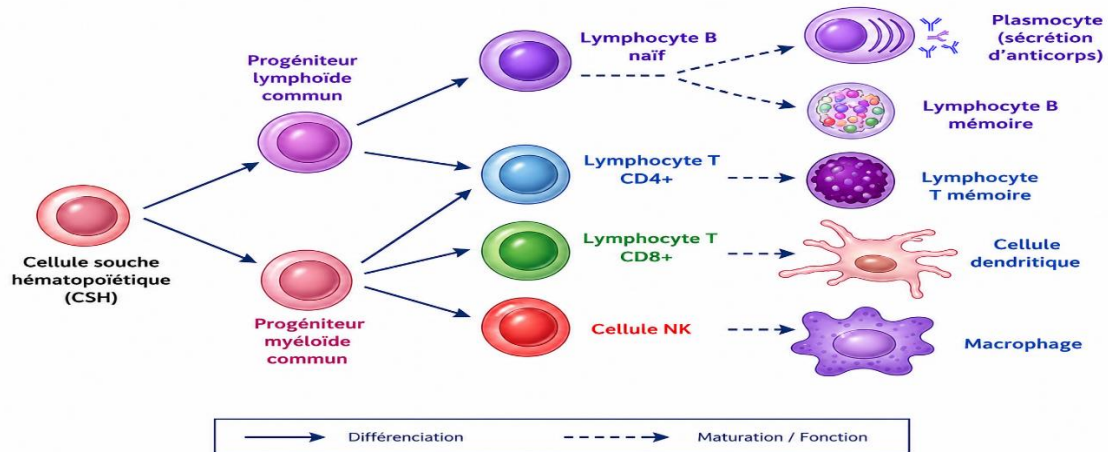 Progéniteur
lymphoïde
commun
Lymphocyte B
naïf
Plasmocyte
(sécrétion
d'anticorps)
Lymphocyte B
mémoire
Lymphocyte T
CD4+
Lymphocyte
T mémoire
Cellule souche
hématopoïétique
(CSH)
Lymphocyte T
CD8+
Cellule
dendritique
Progéniteur
myéloïde
commun
Cellule NK
Macrophage
Différenciation
Maturation / Fonction